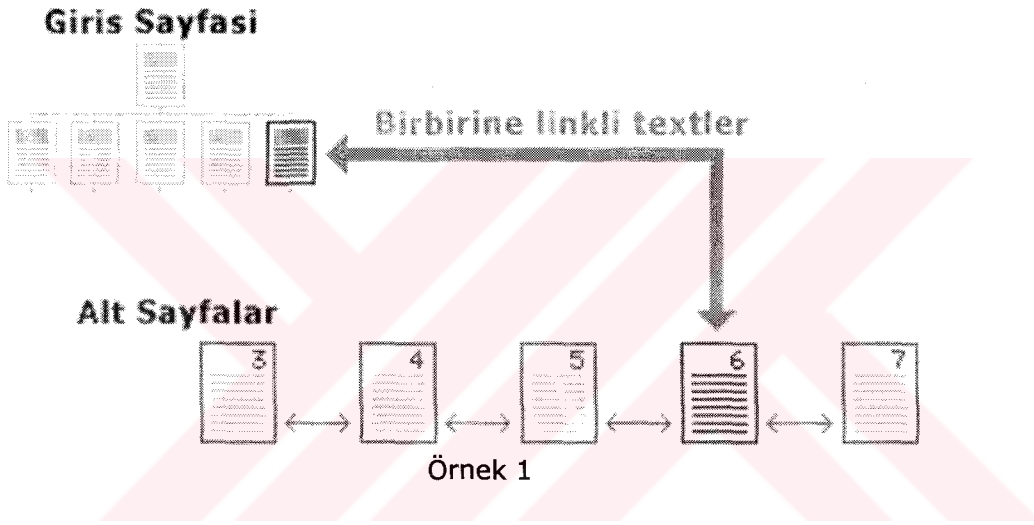 Giris Sayfasi
Birbirine linkli textler
Alt Sayfalar
3 4 5 6 7
Örnek 1